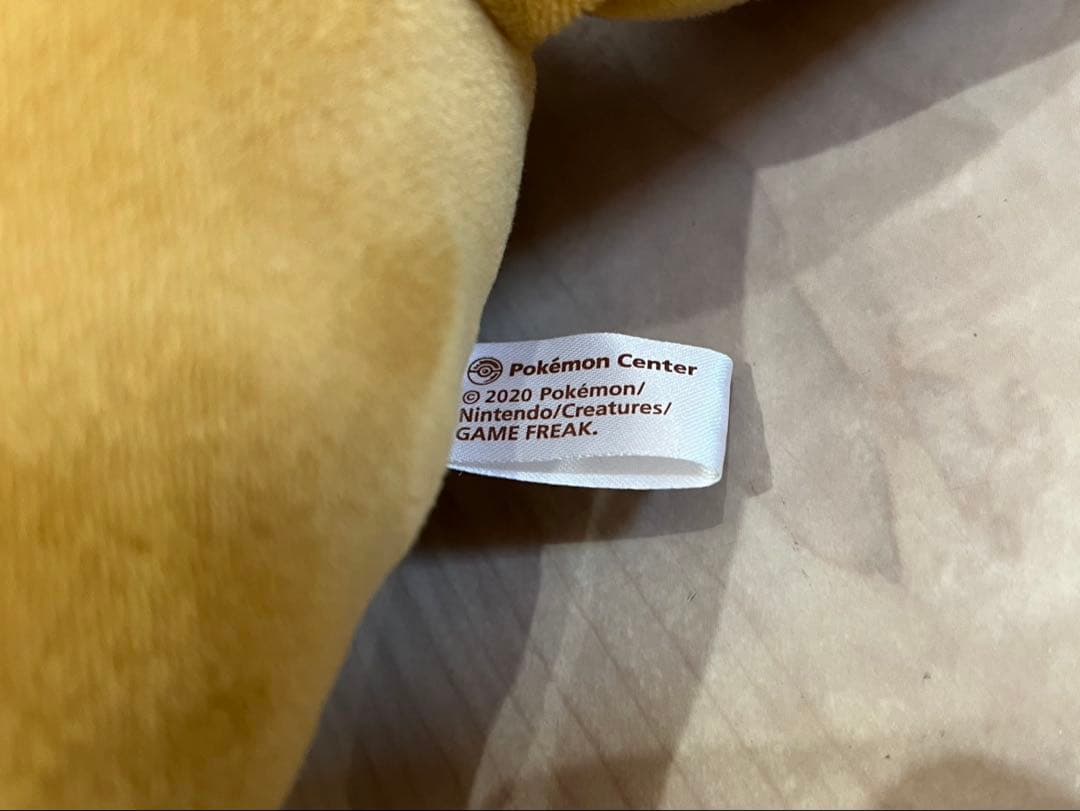 Pokémon Center
© 2020 Pokémon/
Nintendo/Creatures/
GAME FREAK.